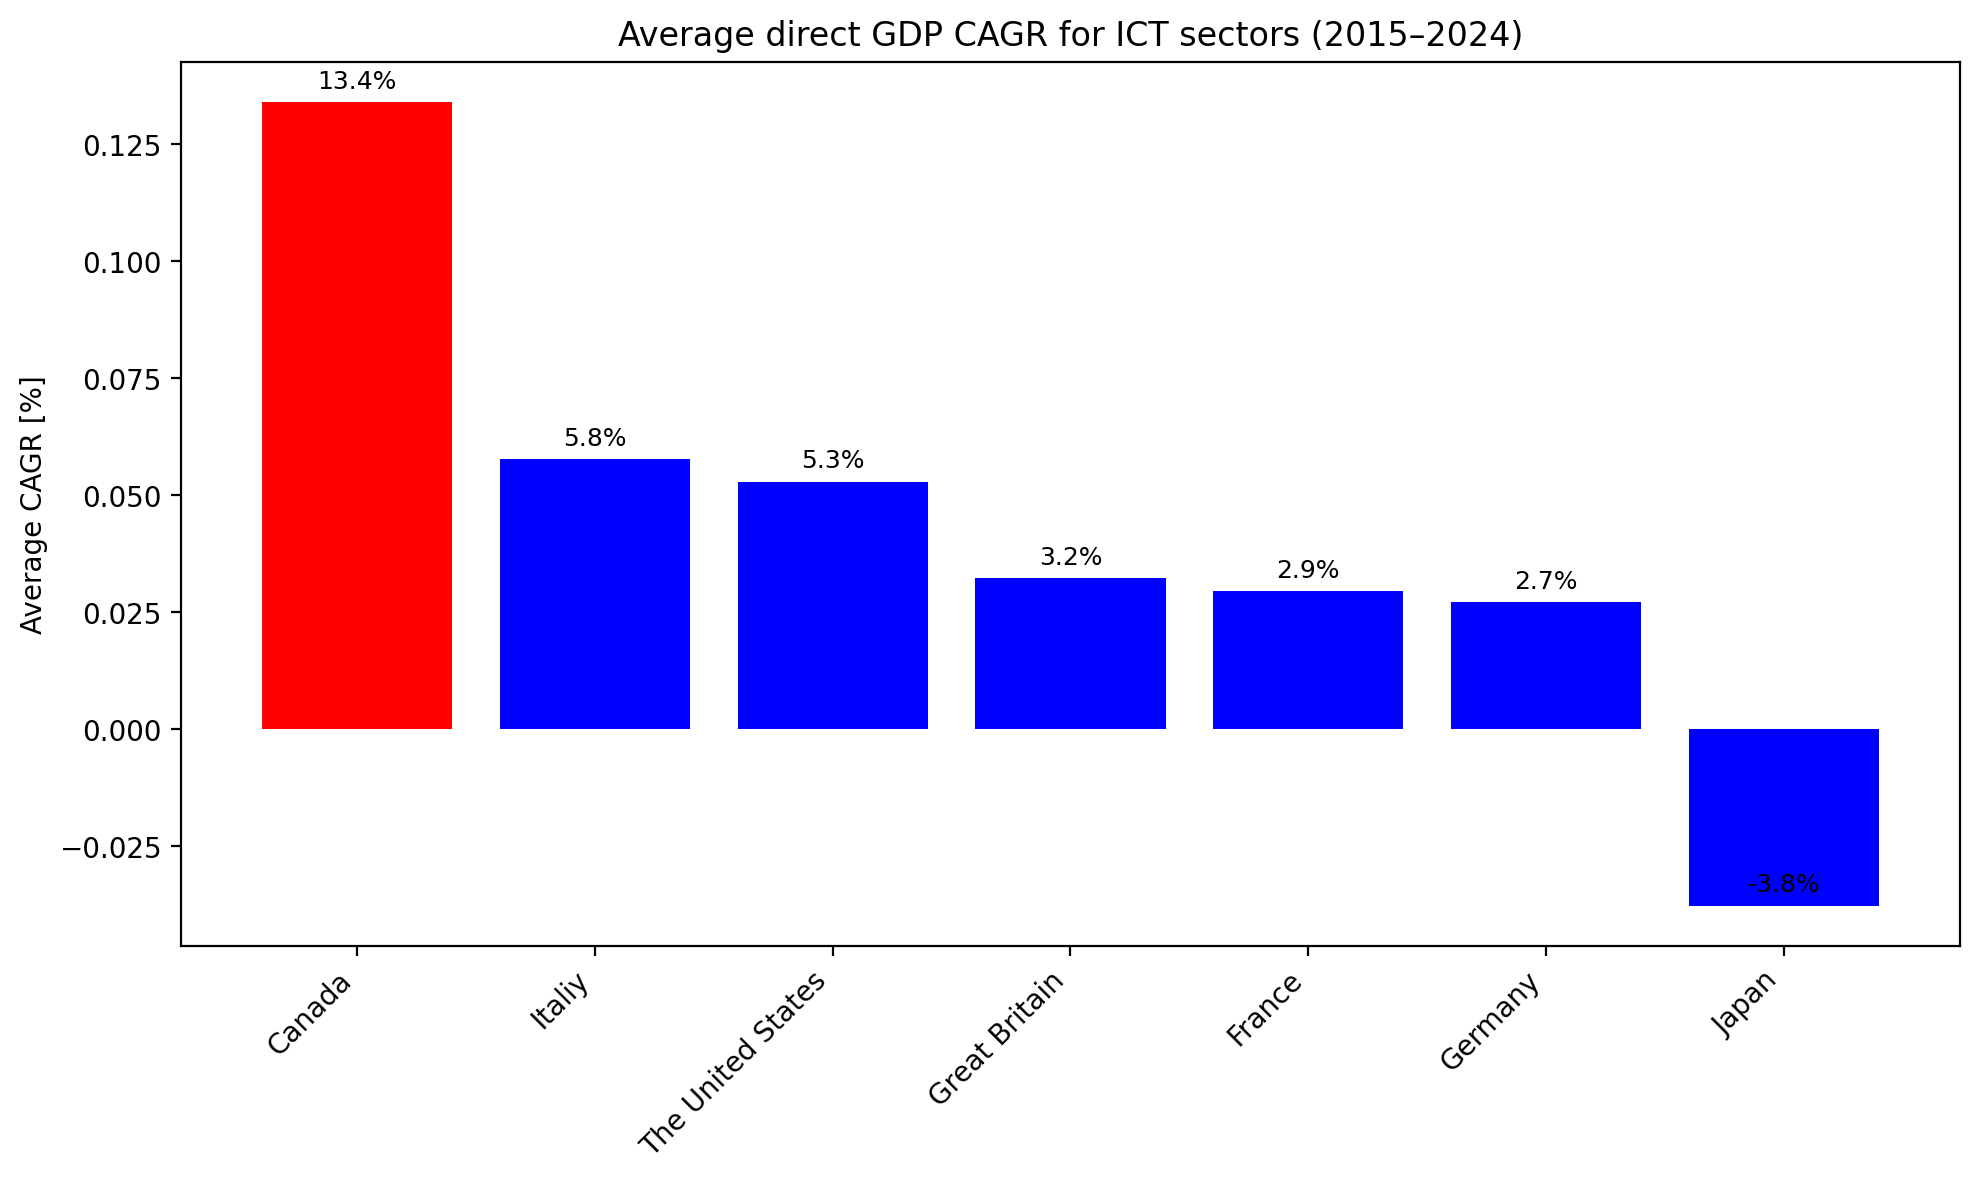 Average direct GDP CAGR for ICT sectors (2015–2024)
Average CAGR [%]
0.125
0.100
0.075
0.050
0.025
0.000
−0.025
13.4%
5.8%
5.3%
3.2%
2.9%
2.7%
-3.8%
Canada
Italiy
The United States
Great Britain
France
Germany
Japan